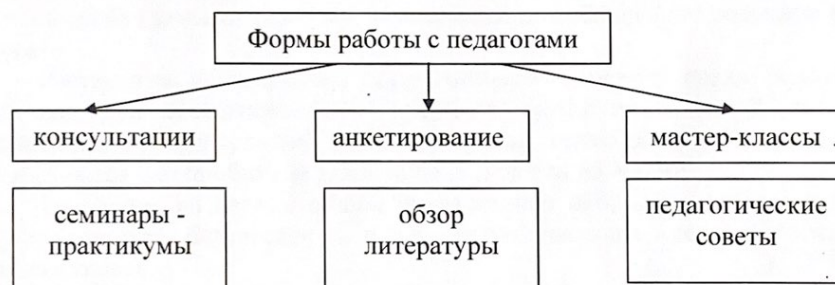 Формы работы с педагогами
консультации
анкетирование
мастер-классы
семинары -
практикумы
обзор
литературы
педагогические
советы